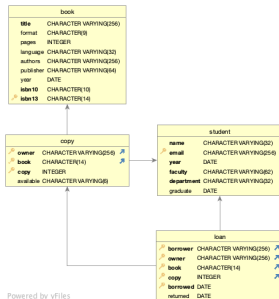 book
title CHARACTER VARYING(256)
format CHARACTER(9)
pages INTEGER
language CHARACTER VARYING(32)
authors CHARACTER VARYING(256)
publisher CHARACTER VARYING(64)
year DATE
isbn10 CHARACTER(10)
isbn13 CHARACTER(14)
copy
owner CHARACTER VARYING(256)
book CHARACTER(14)
copy INTEGER
available CHARACTER VARYING(6)
student
name CHARACTER VARYING(32)
email CHARACTER VARYING(256)
year DATE
faculty CHARACTER VARYING(62)
department CHARACTER VARYING(32)
graduate DATE
loan
borrower CHARACTER VARYING(256)
owner CHARACTER VARYING(256)
book CHARACTER(14)
copy INTEGER
borrowed DATE
returned DATE
Powered by yFiles